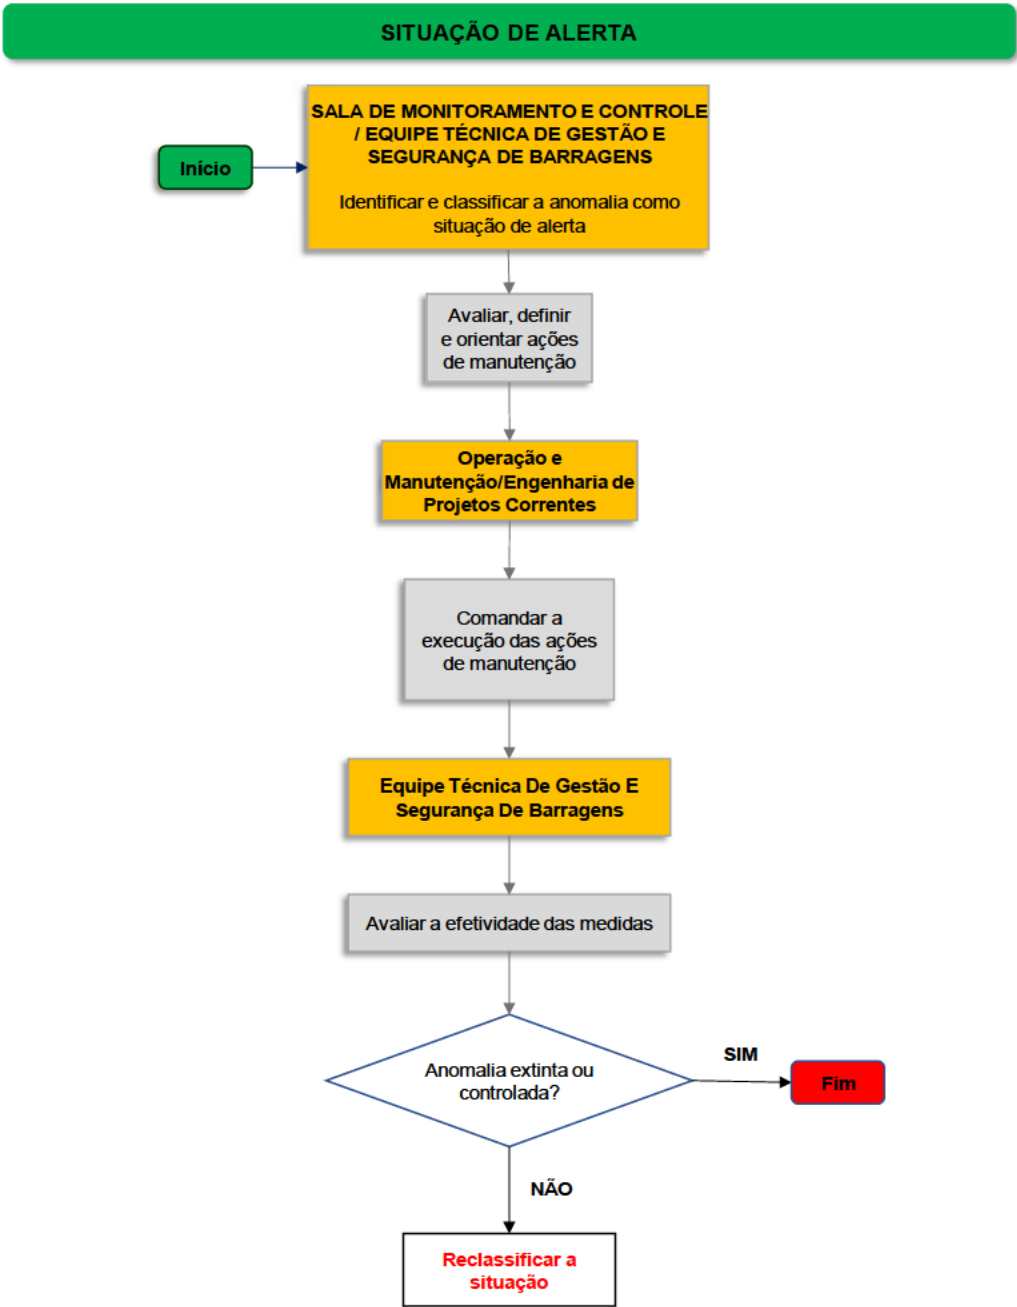 SITUAÇÃO DE ALERTA
SALA DE MONITORAMENTO E CONTROLE
/ EQUIPE TÉCNICA DE GESTÃO E
SEGURANÇA DE BARRAGENS
Início
Identificar e classificar a anomalia como
situação de alerta
Avaliar, definir
e orientar ações
de manutenção
Operação e
Manutenção/Engenharia de
Projetos Correntes
Comandar a
execução das ações
de manutenção
Equipe Técnica De Gestão E
Segurança De Barragens
Avaliar a efetividade das medidas
Anomalia extinta ou
controlada?
SIM
Fim
NÃO
Reclassificar a
situação